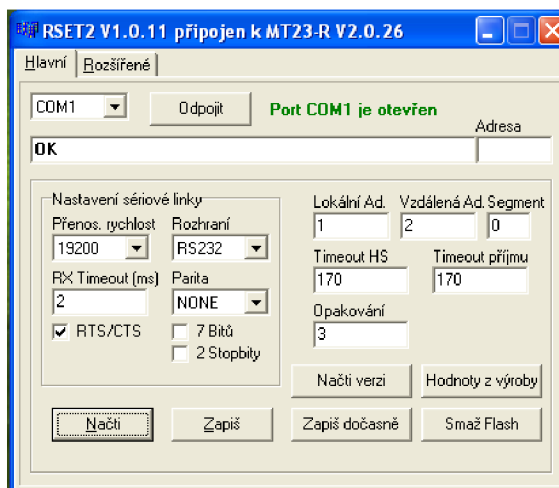 RSET2 V1.0.11 připojen k MT23-R V2.0.26
Hlavní Rozšířené
COM1 Odpojit Port COM1 je otevřen
Adresa
OK
Nastavení sériové linky
Přenos. rychlost Rozhraní
19200 RS232
RX Timeout (ms) Parita
2 NONE
RTS/CTS 7 Bitů
2 Stopbity
Lokální Ad. Vzdálená Ad. Segment
1 2 0
Timeout HS Timeout příjmu
170 170
Opakování
3
Načti verzi Hodnoty z výroby
Načti Zapiš Zapiš dočasně Smaž Flash